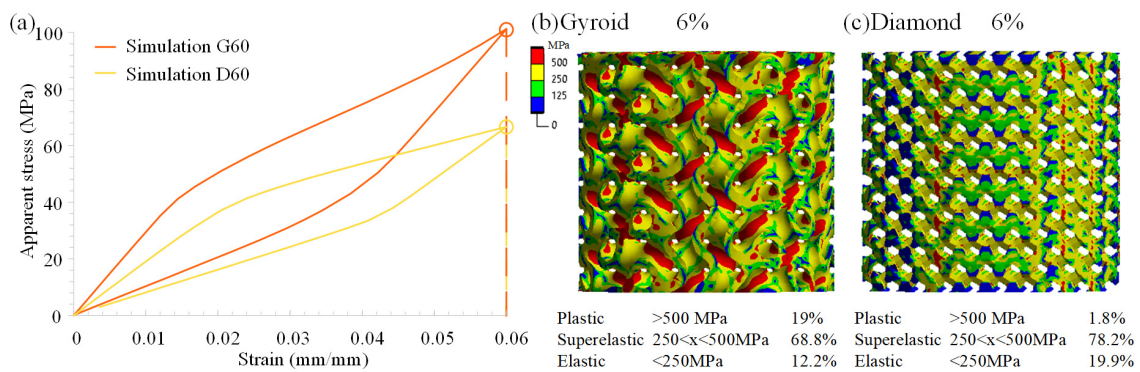 (a)
100
80
60
40
20
0
Apparent stress (MPa)
Simulation G60
Simulation D60
0 0.01 0.02 0.03 0.04 0.05 0.06
Strain (mm/mm)
(b)Gyroid 6%
MPa
500
250
125
0
Plastic >500 MPa 19%
Superelastic 250<x<500MPa 68.8%
Elastic <250MPa 12.2%
(c)Diamond 6%
Plastic >500 MPa 1.8%
Superelastic 250<x<500MPa 78.2%
Elastic <250MPa 19.9%